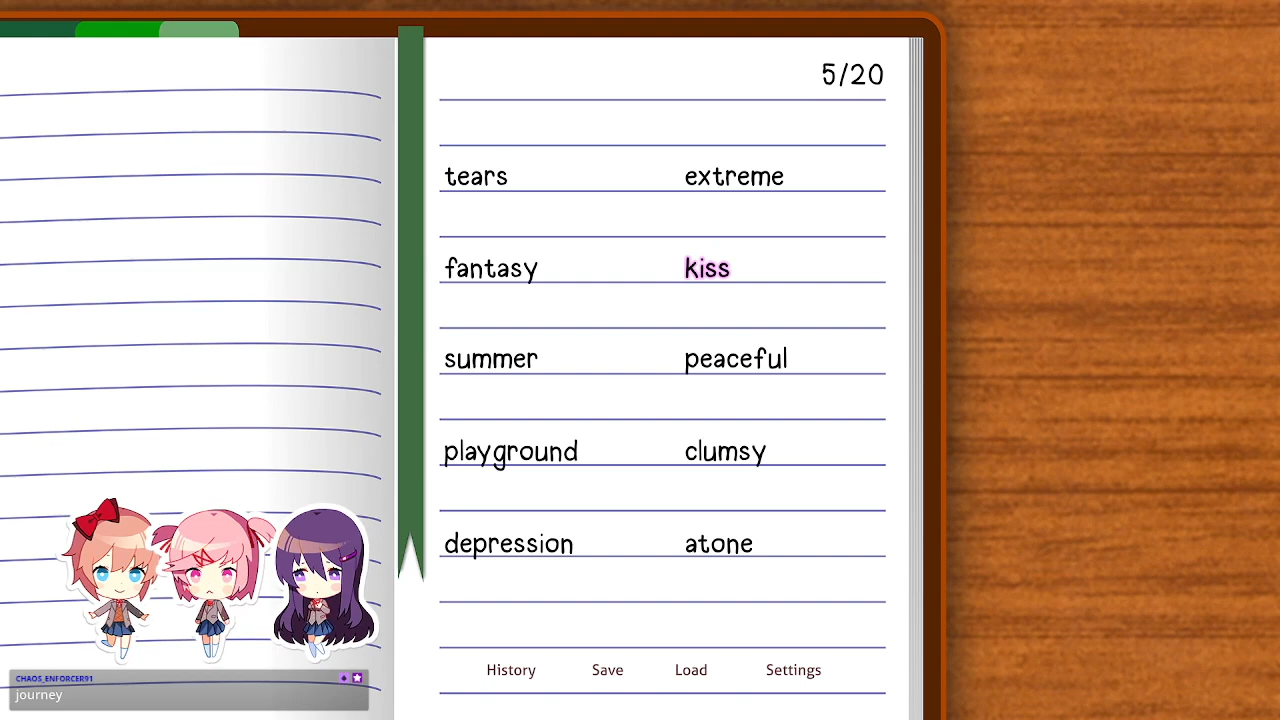 5/20
tears extreme
fantasy kiss
summer peaceful
playground clumsy
depression atone
History Save Load Settings
CHAOS_ENFORCER91
journey